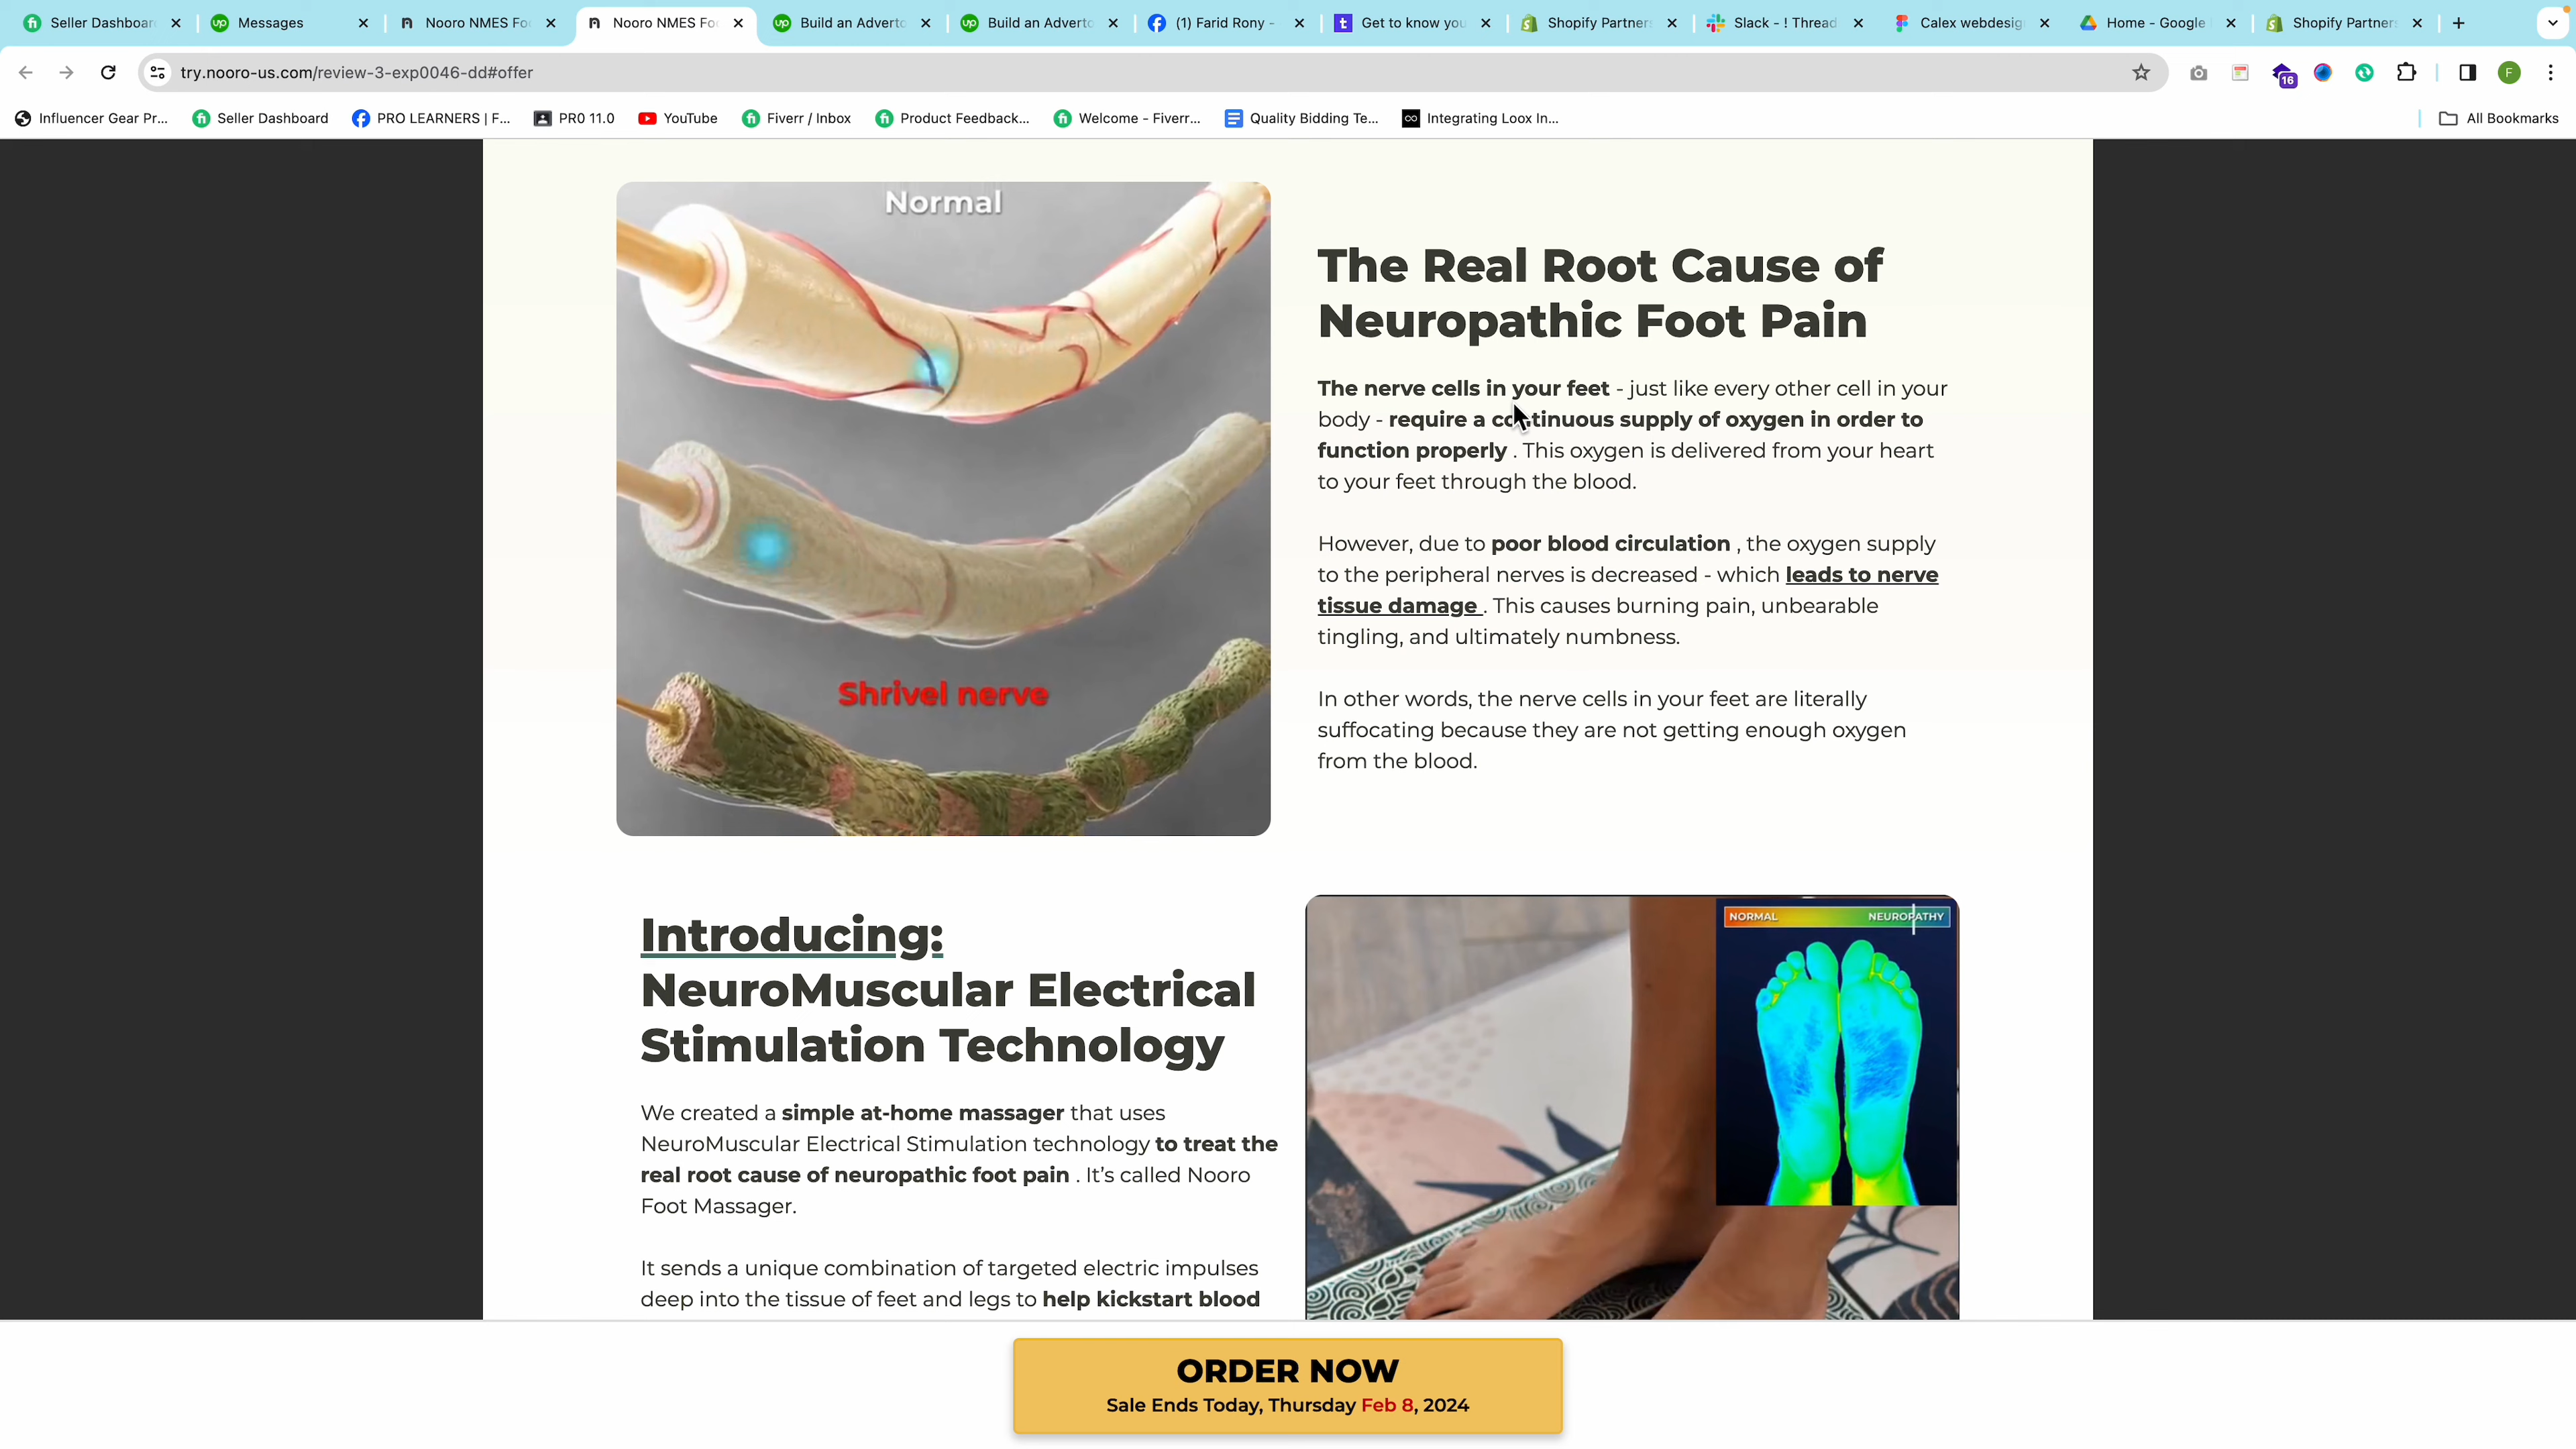 Seller Dashboar
Messages
Nooro NMES Fo
Nooro NMES Fo
Build an Adverto
Build an Adverto
(1) Farid Rony -
Get to know you
Shopify Partner
Slack - ! Thread
Calex webdesig
Home - Google
Shopify Partner
try.nooro-us.com/review-3-exp0046-dd#offer
16
F
Influencer Gear Pr...
Seller Dashboard
PRO LEARNERS | F...
PR0 11.0
YouTube
Fiverr / Inbox
Product Feedback...
Welcome - Fiverr...
Quality Bidding Te...
Integrating Loox In...
All Bookmarks
Normal
Shrivel nerve
The Real Root Cause of
Neuropathic Foot Pain
The nerve cells in your feet - just like every other cell in your
body - require a continuous supply of oxygen in order to
function properly . This oxygen is delivered from your heart
to your feet through the blood.
However, due to poor blood circulation , the oxygen supply
to the peripheral nerves is decreased - which leads to nerve
tissue damage . This causes burning pain, unbearable
tingling, and ultimately numbness.
In other words, the nerve cells in your feet are literally
suffocating because they are not getting enough oxygen
from the blood.
Introducing:
NeuroMuscular Electrical
Stimulation Technology
We created a simple at-home massager that uses
NeuroMuscular Electrical Stimulation technology to treat the
real root cause of neuropathic foot pain . It's called Nooro
Foot Massager.
It sends a unique combination of targeted electric impulses
deep into the tissue of feet and legs to help kickstart blood
NORMAL NEUROPATHY
ORDER NOW
Sale Ends Today, Thursday Feb 8, 2024